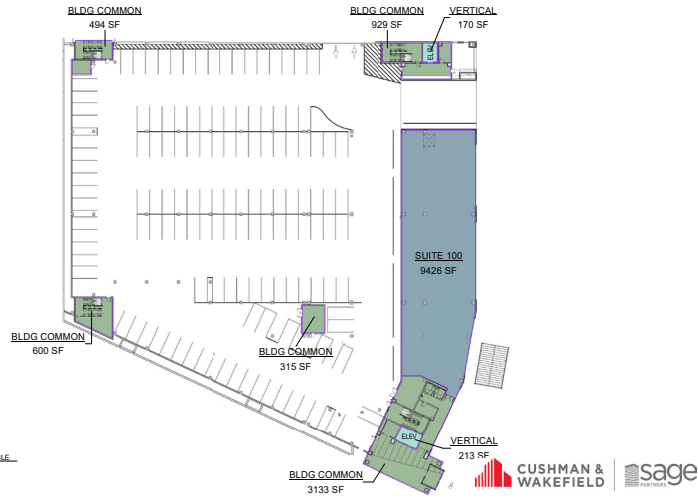 BLDG COMMON
494 SF
BLDG COMMON
929 SF
VERTICAL
170 SF
ELEV
SUITE 100
9426 SF
BLDG COMMON
600 SF
BLDG COMMON
315 SF
ELEV
VERTICAL
213 SF
BLDG COMMON
3133 SF
BLE
CUSHMAN &
WAKEFIELD
sage
PARTNERS